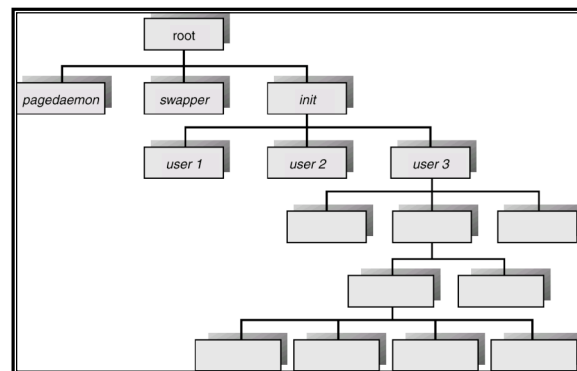 root
pagedaemon
swapper
init
user 1
user 2
user 3